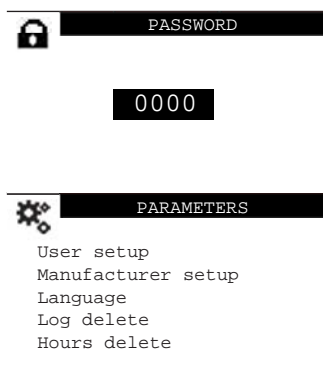 PASSWORD
0000
PARAMETERS
User setup
Manufacturer setup
Language
Log delete
Hours delete